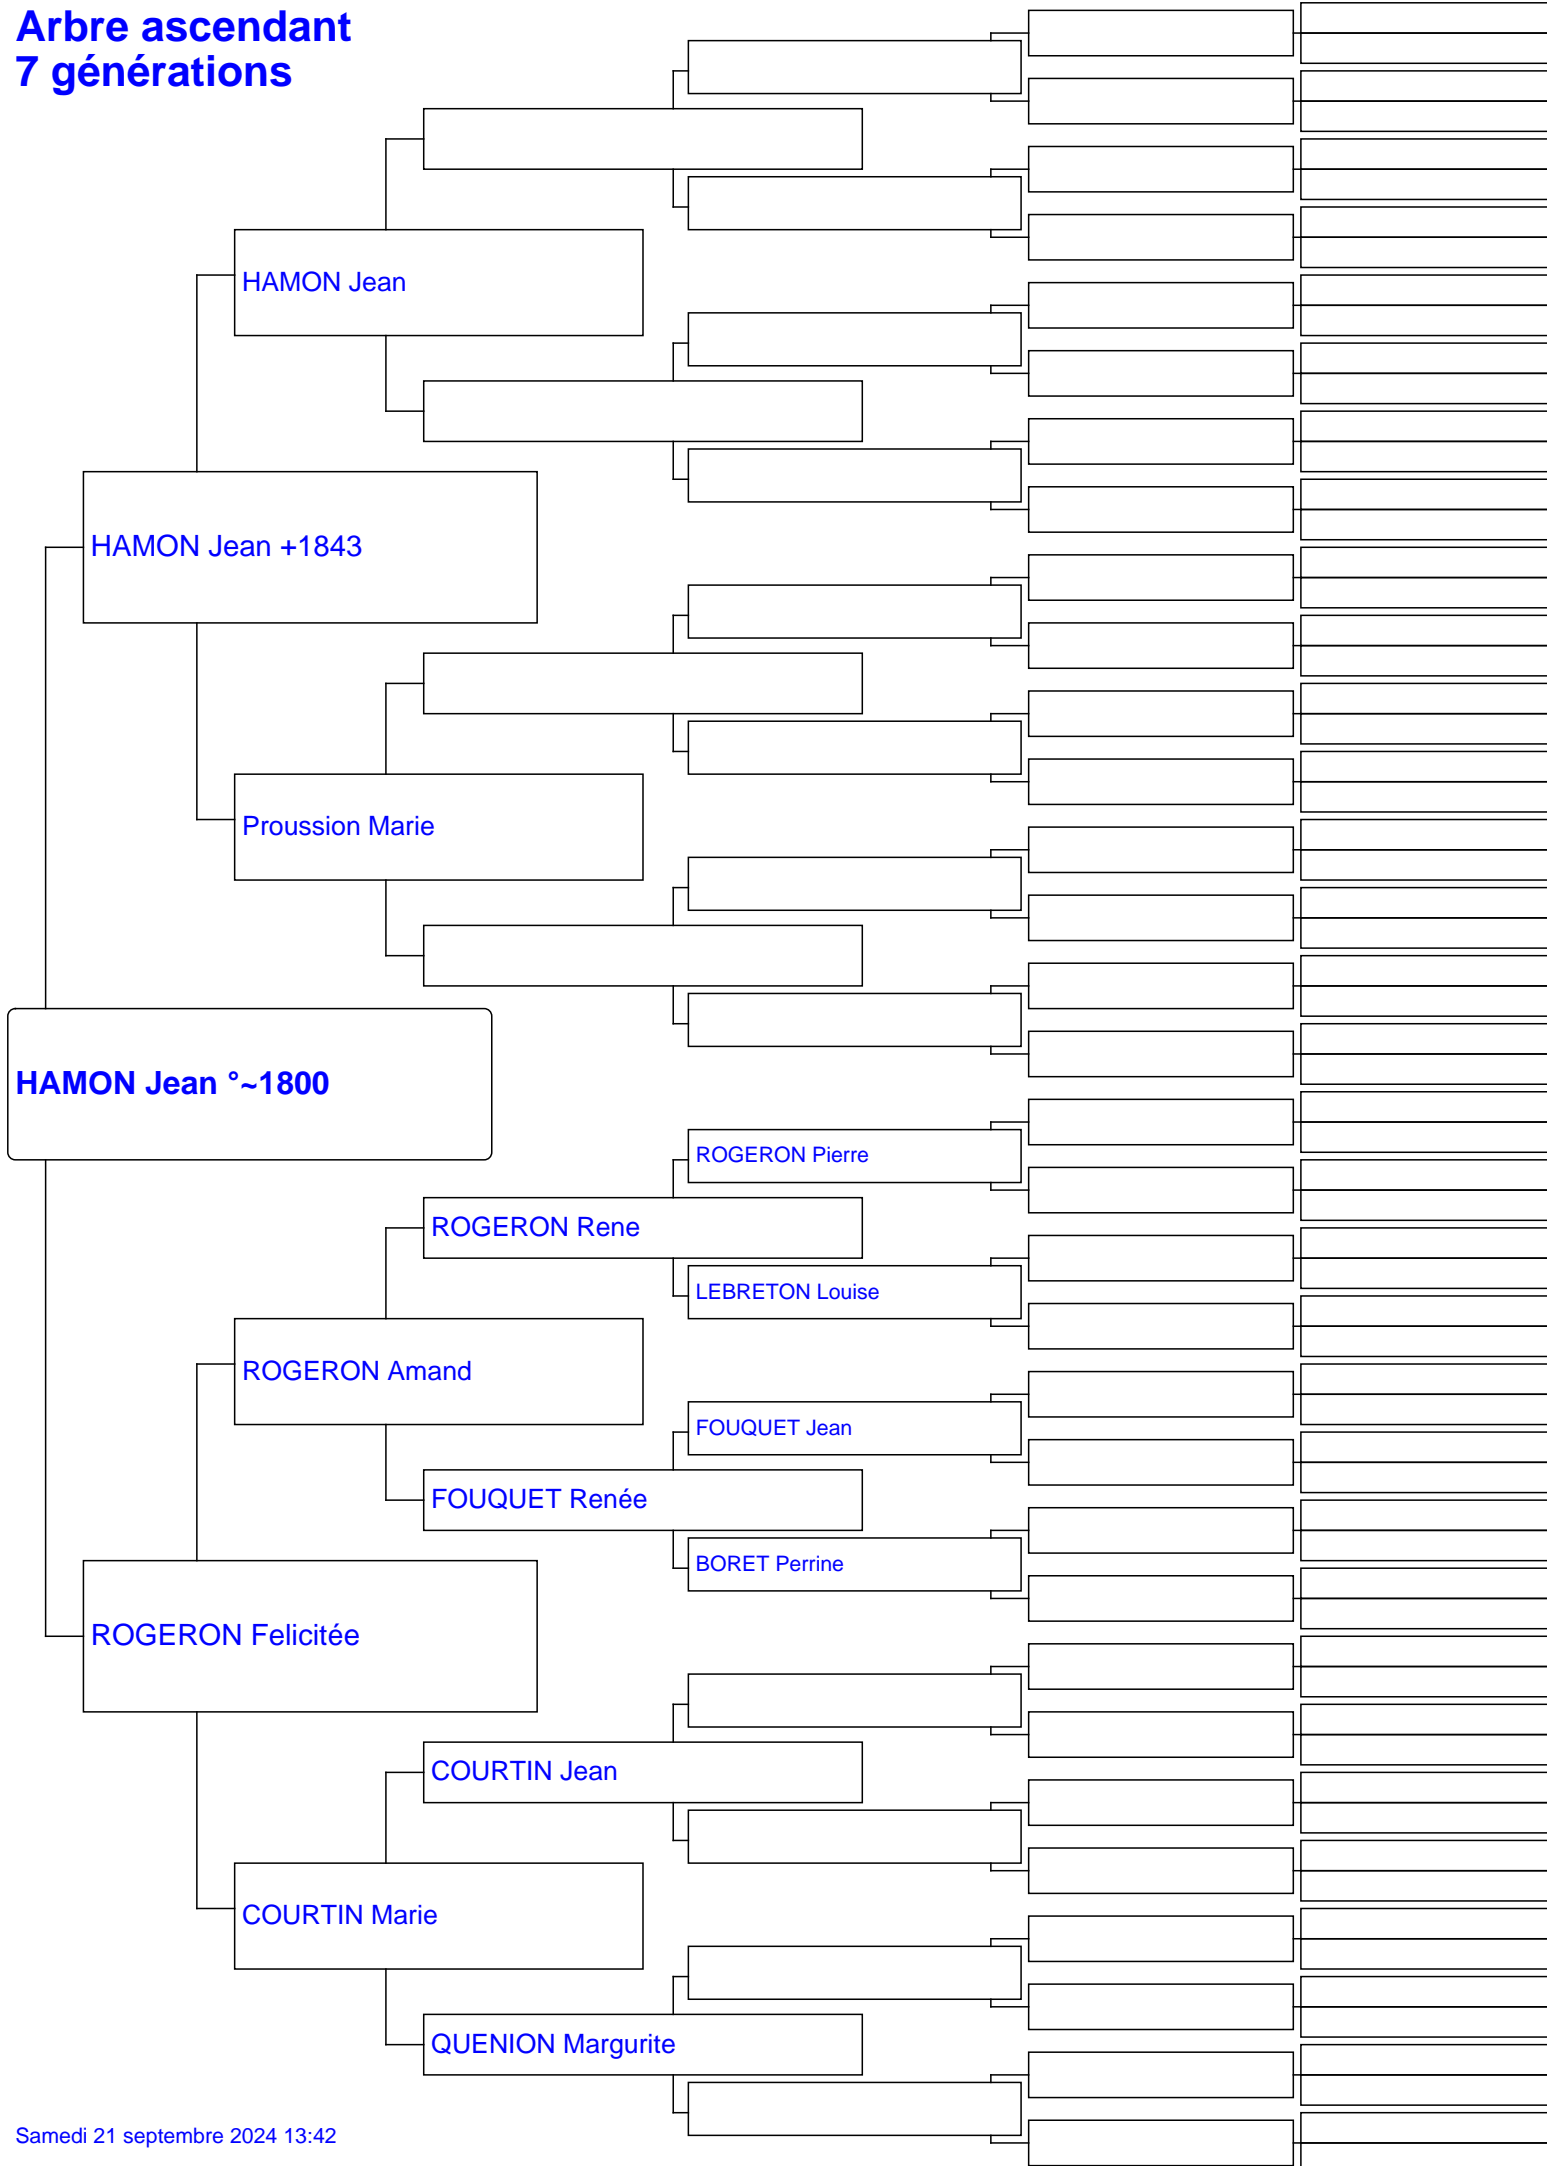 Arbre ascendant
7 générations
HAMON Jean
HAMON Jean +1843
Proussion Marie
HAMON Jean °~1800
ROGERON Pierre
ROGERON Rene
LEBRETON Louise
ROGERON Amand
FOUQUET Jean
FOUQUET Renée
BORET Perrine
ROGERON Felicitée
COURTIN Jean
COURTIN Marie
QUENION Margurite
Samedi 21 septembre 2024 13:42